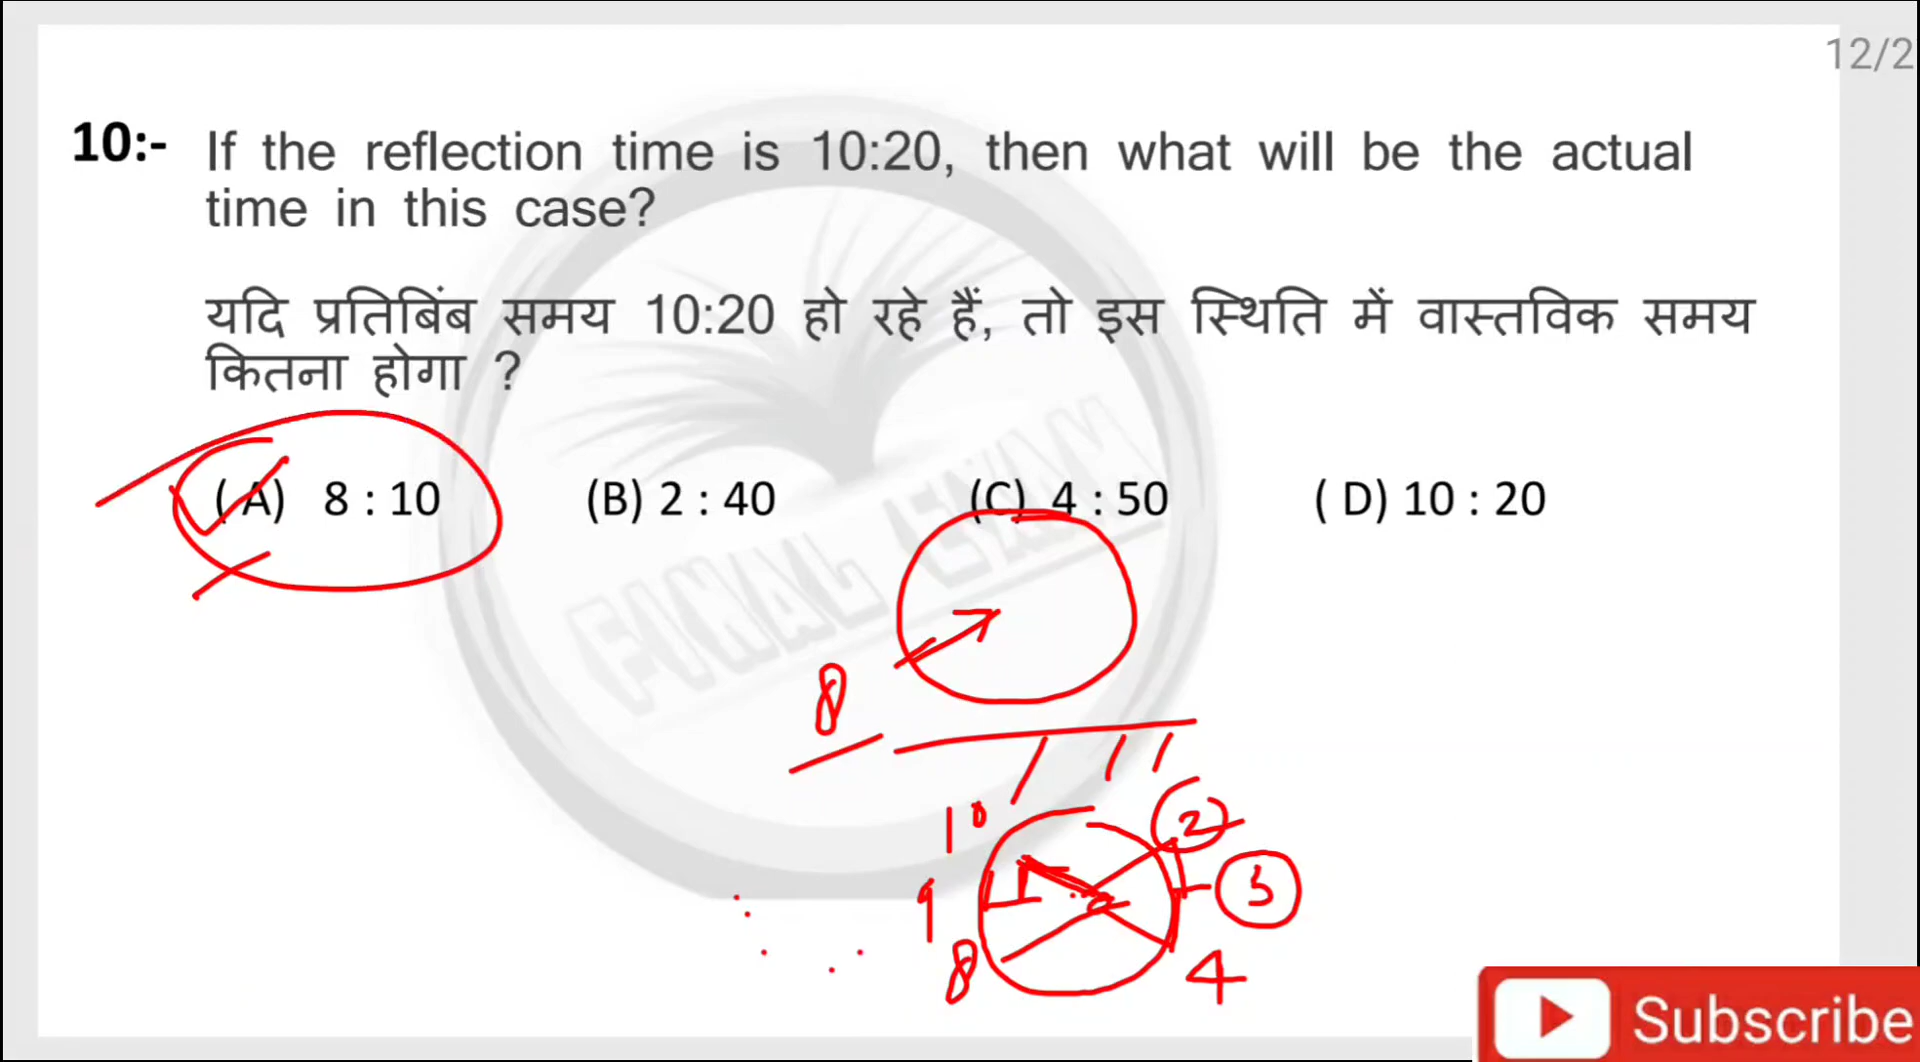 12/2
10:- If the reflection time is 10:20, then what will be the actual
time in this case?
यदि प्रतिबिंब समय 10:20 हो रहे हैं, तो इस स्थिति में वास्तविक समय
कितना होगा ?
(A) 8 : 10 (B) 2 : 40 (C) 4 : 50 ( D) 10 : 20
FINAL EXAM
8
10 2
9 3
8 4
Subscribe